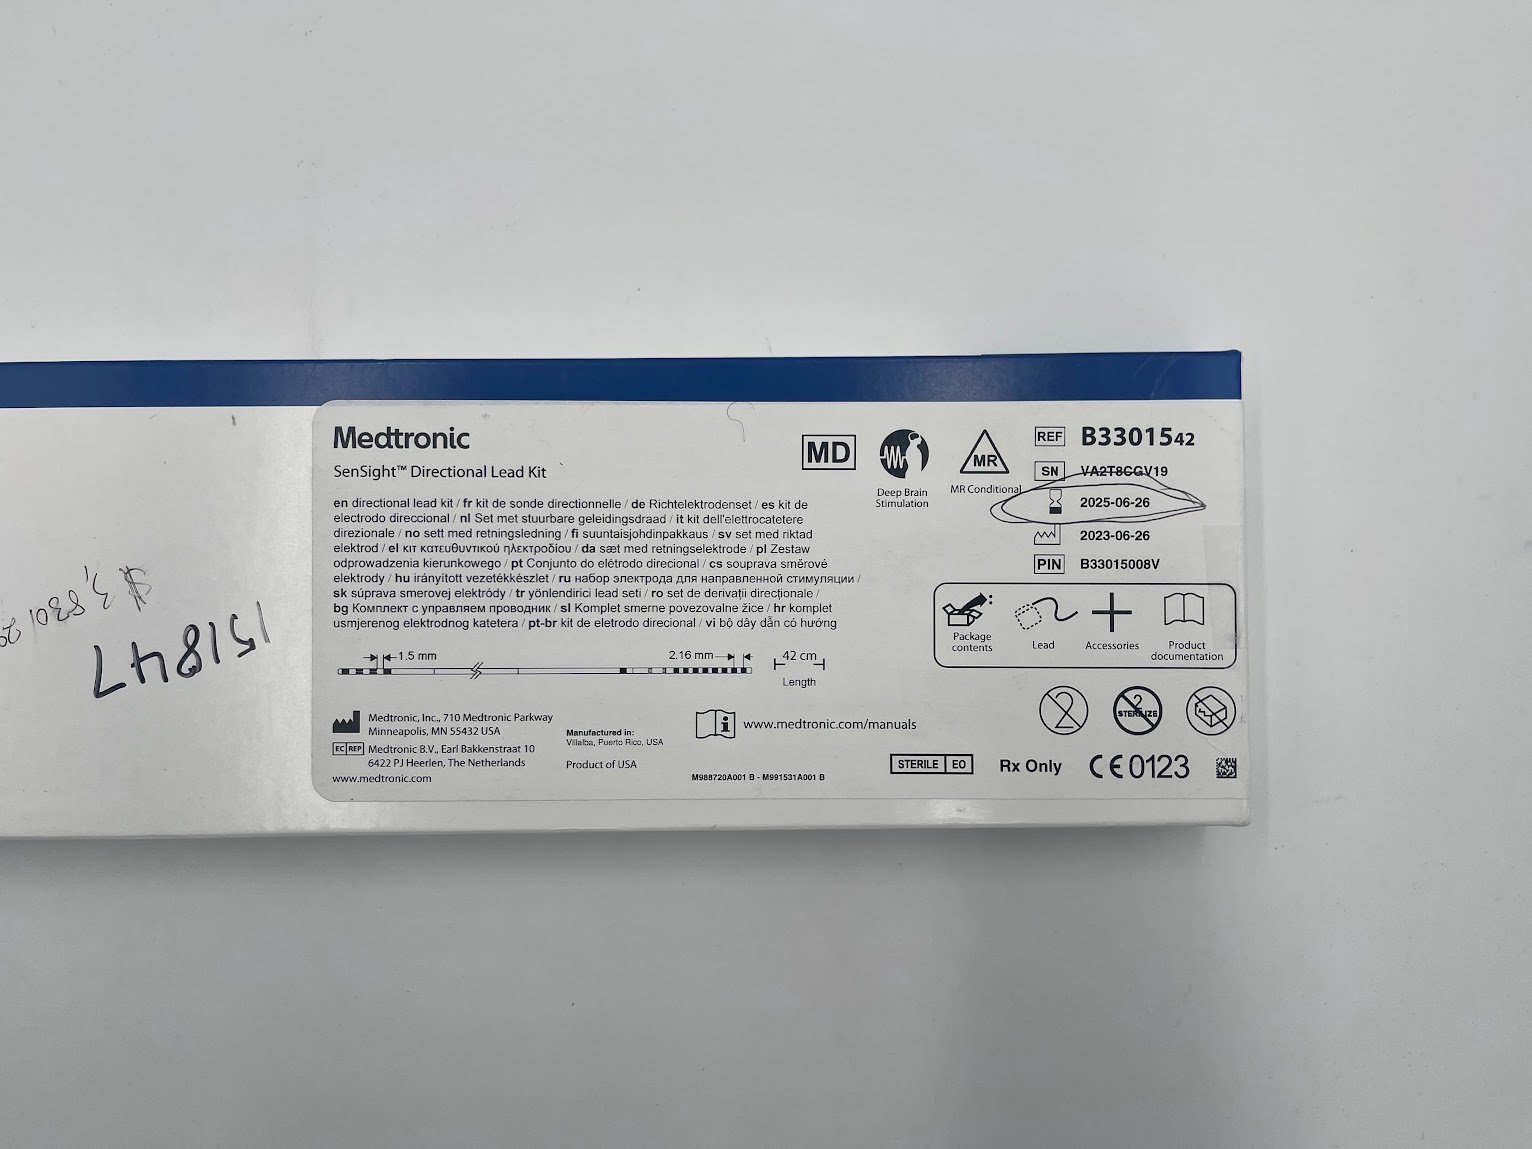 Medtronic
SenSight™ Directional Lead Kit
en directional lead kit / fr kit de sonde directionnelle / de Richtelektrodenset / es kit de
electrodo direccional / nl Set met stuurbare geleidingsdraad / it kit dell'elettrocatetere
direzionale / no sett med retningsledning / fi suuntaisjohdinpakkaus / sv set med riktad
elektrod / el κιτ κατευθυντικού ηλεκτροδίου / da sæt med retningselektrode / pl Zestaw
odprowadzenia kierunkowego / pt Conjunto do elétrodo direcional / cs souprava směrové
elektrody / hu irányított vezetékkészlet / ru набор электрода для направленной стимуляции /
sk súprava smerovej elektródy / tr yönlendirici lead seti / ro set de derivații direcționale /
bg Комплект с управляем проводник / sl Komplet smerne povezovalne žice / hr komplet
usmjerenog elektrodnog katetera / pt-br kit de eletrodo direcional / vi bộ dây dẫn có hướng
1.5 mm
2.16 mm
42 cm
Length
Medtronic, Inc., 710 Medtronic Parkway
Minneapolis, MN 55432 USA
EC REP Medtronic B.V., Earl Bakkenstraat 10
6422 PJ Heerlen, The Netherlands
www.medtronic.com
Manufactured in:
Villalba, Puerto Rico, USA
Product of USA
www.medtronic.com/manuals
M988720A001 B - M991531A001 B
MD
Deep Brain
Stimulation
MR
MR Conditional
REF B3301542
SN VA2T8CGV19
2025-06-26
2023-06-26
PIN B33015008V
Package
contents
Lead
Accessories
Product
documentation
2
2
STERILIZE
STERILE EO
Rx Only
CE 0123
151847